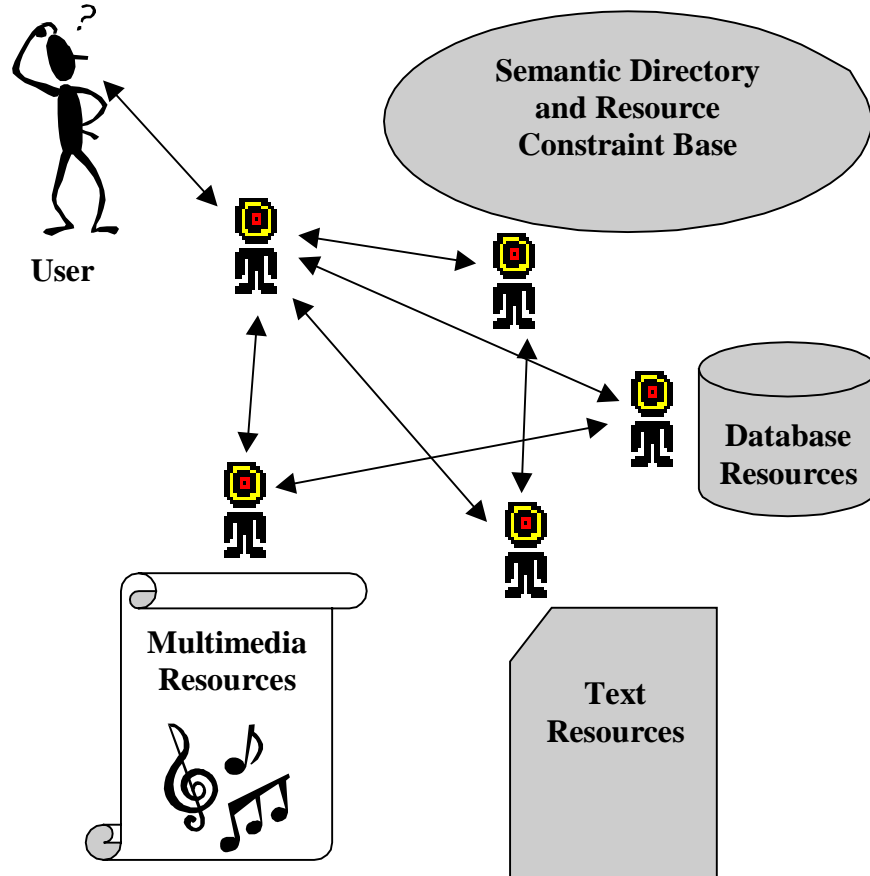 ?
Semantic Directory
and Resource
Constraint Base
User
Database
Resources
Multimedia
Resources
Text
Resources